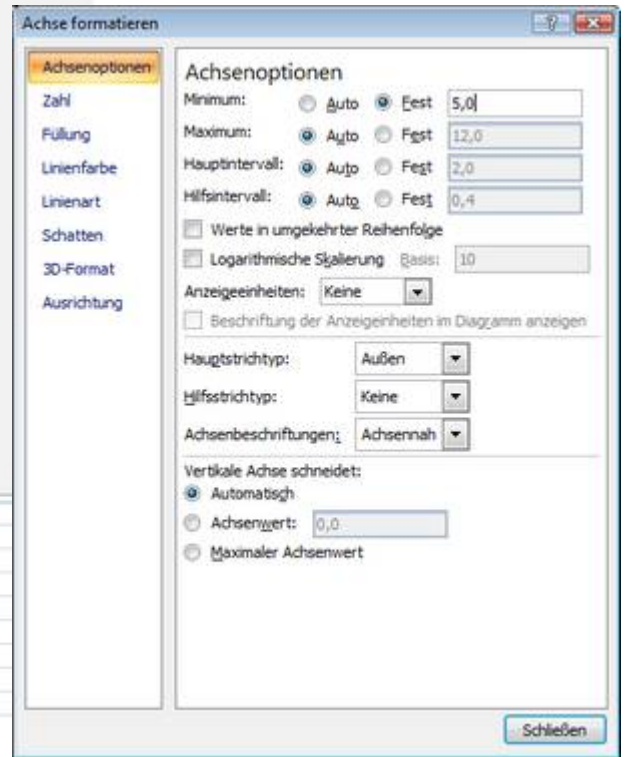 Achse formatieren
Achsenoptionen
Zahl
Füllung
Linienfarbe
Linienart
Schatten
3D-Format
Ausrichtung
Achsenoptionen
Minimum: Auto Fest 5,0
Maximum: Auto Fest 12,0
Hauptintervall: Auto Fest 2,0
Hilfsintervall: Auto Fest 0,4
Werte in umgekehrter Reihenfolge
Logarithmische Skalierung Basis: 10
Anzeigeeinheiten: Keine
Beschriftung der Anzeigeinheiten im Diagramm anzeigen
Hauptstrichtyp: Außen
Hilfsstrichtyp: Keine
Achsenbeschriftungen: Achsennah
Vertikale Achse schneidet:
Automatisch
Achsenwert: 0,0
Maximaler Achsenwert
Schließen